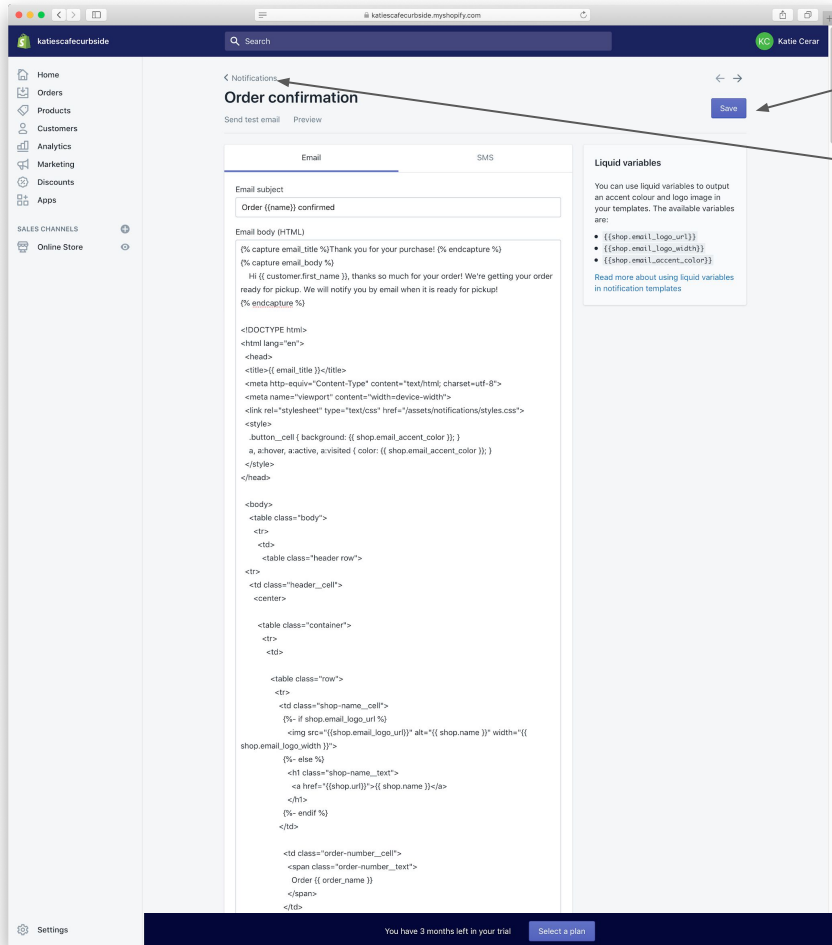 katiescafecurbside.myshopify.com
katiescafecurbside
Search
KC Katie Cerar
Home
Orders
Products
Customers
Analytics
Marketing
Discounts
Apps
SALES CHANNELS
Online Store
Settings
Notifications
Order confirmation
Send test email Preview
Save
Email SMS
Email subject
Order {{name}} confirmed
Email body (HTML)
{% capture email_title %}Thank you for your purchase! {% endcapture %}
{% capture email_body %}
Hi {{ customer.first_name }}, thanks so much for your order! We're getting your order
ready for pickup. We will notify you by email when it is ready for pickup!
{% endcapture %}
<!DOCTYPE html>
<html lang="en">
<head>
<title>{{ email_title }}</title>
<meta http-equiv="Content-Type" content="text/html; charset=utf-8">
<meta name="viewport" content="width=device-width">
<link rel="stylesheet" type="text/css" href="/assets/notifications/styles.css">
<style>
.button__cell { background: {{ shop.email_accent_color }}; }
a, a:hover, a:active, a:visited { color: {{ shop.email_accent_color }}; }
</style>
</head>
<body>
<table class="body">
<tr>
<td>
<table class="header row">
<tr>
<td class="header__cell">
<center>
<table class="container">
<tr>
<td>
<table class="row">
<tr>
<td class="shop-name__cell">
{%- if shop.email_logo_url %}
<img src="{{shop.email_logo_url}}" alt="{{ shop.name }}" width="{{
shop.email_logo_width }}">
{%- else %}
<h1 class="shop-name__text">
<a href="{{shop.url}}">{{ shop.name }}</a>
</h1>
{%- endif %}
</td>
<td class="order-number__cell">
<span class="order-number__text">
Order {{ order_name }}
</span>
</td>
Liquid variables
You can use liquid variables to output
an accent colour and logo image in
your templates. The available variables
are:
{{shop.email_logo_url}}
{{shop.email_logo_width}}
{{shop.email_accent_color}}
Read more about using liquid variables
in notification templates
You have 3 months left in your trial
Select a plan